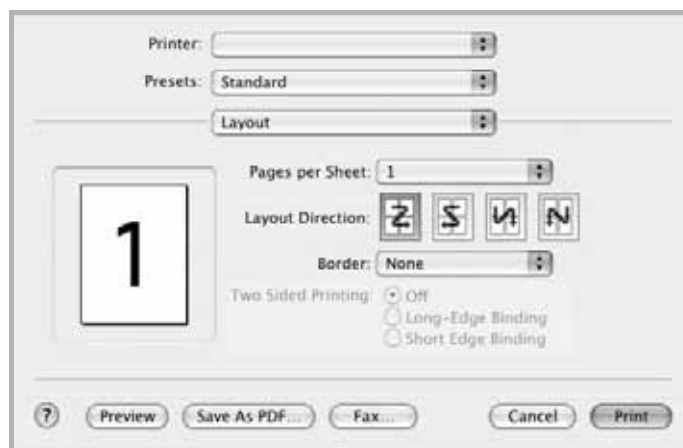 Printer:
Presets: Standard
Layout
Pages per Sheet: 1
Layout Direction:
Border: None
Two Sided Printing: Off
Long-Edge Binding
Short Edge Binding
1
? Preview Save As PDF... Fax... Cancel Print